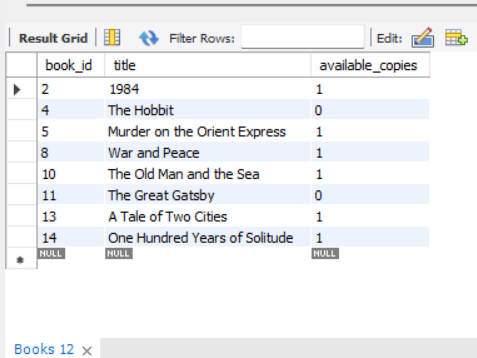 Result Grid Filter Rows: Edit:
book_id title available_copies
2 1984 1
4 The Hobbit 0
5 Murder on the Orient Express 1
8 War and Peace 1
10 The Old Man and the Sea 1
11 The Great Gatsby 0
13 A Tale of Two Cities 1
14 One Hundred Years of Solitude 1
NULL NULL NULL
Books 12